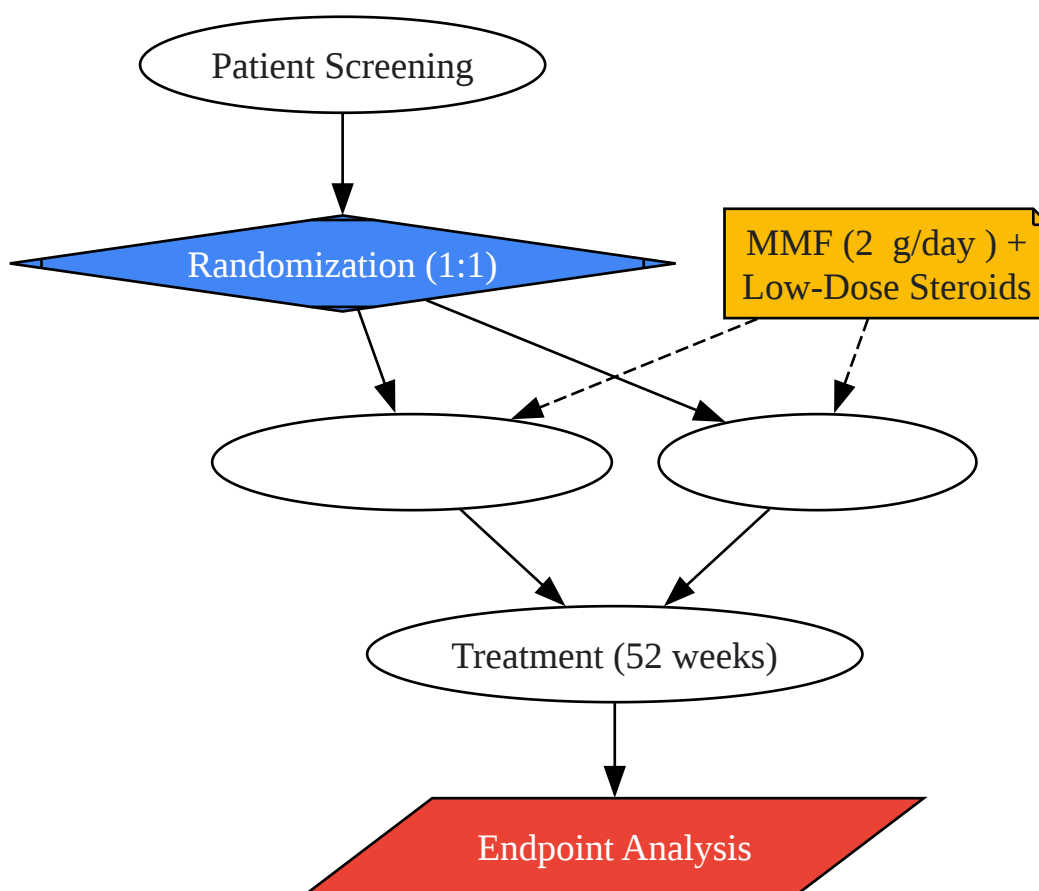 Patient Screening
Randomization (1:1)
MMF (2  g/day ) +
Low-Dose Steroids
Treatment (52 weeks)
Endpoint Analysis